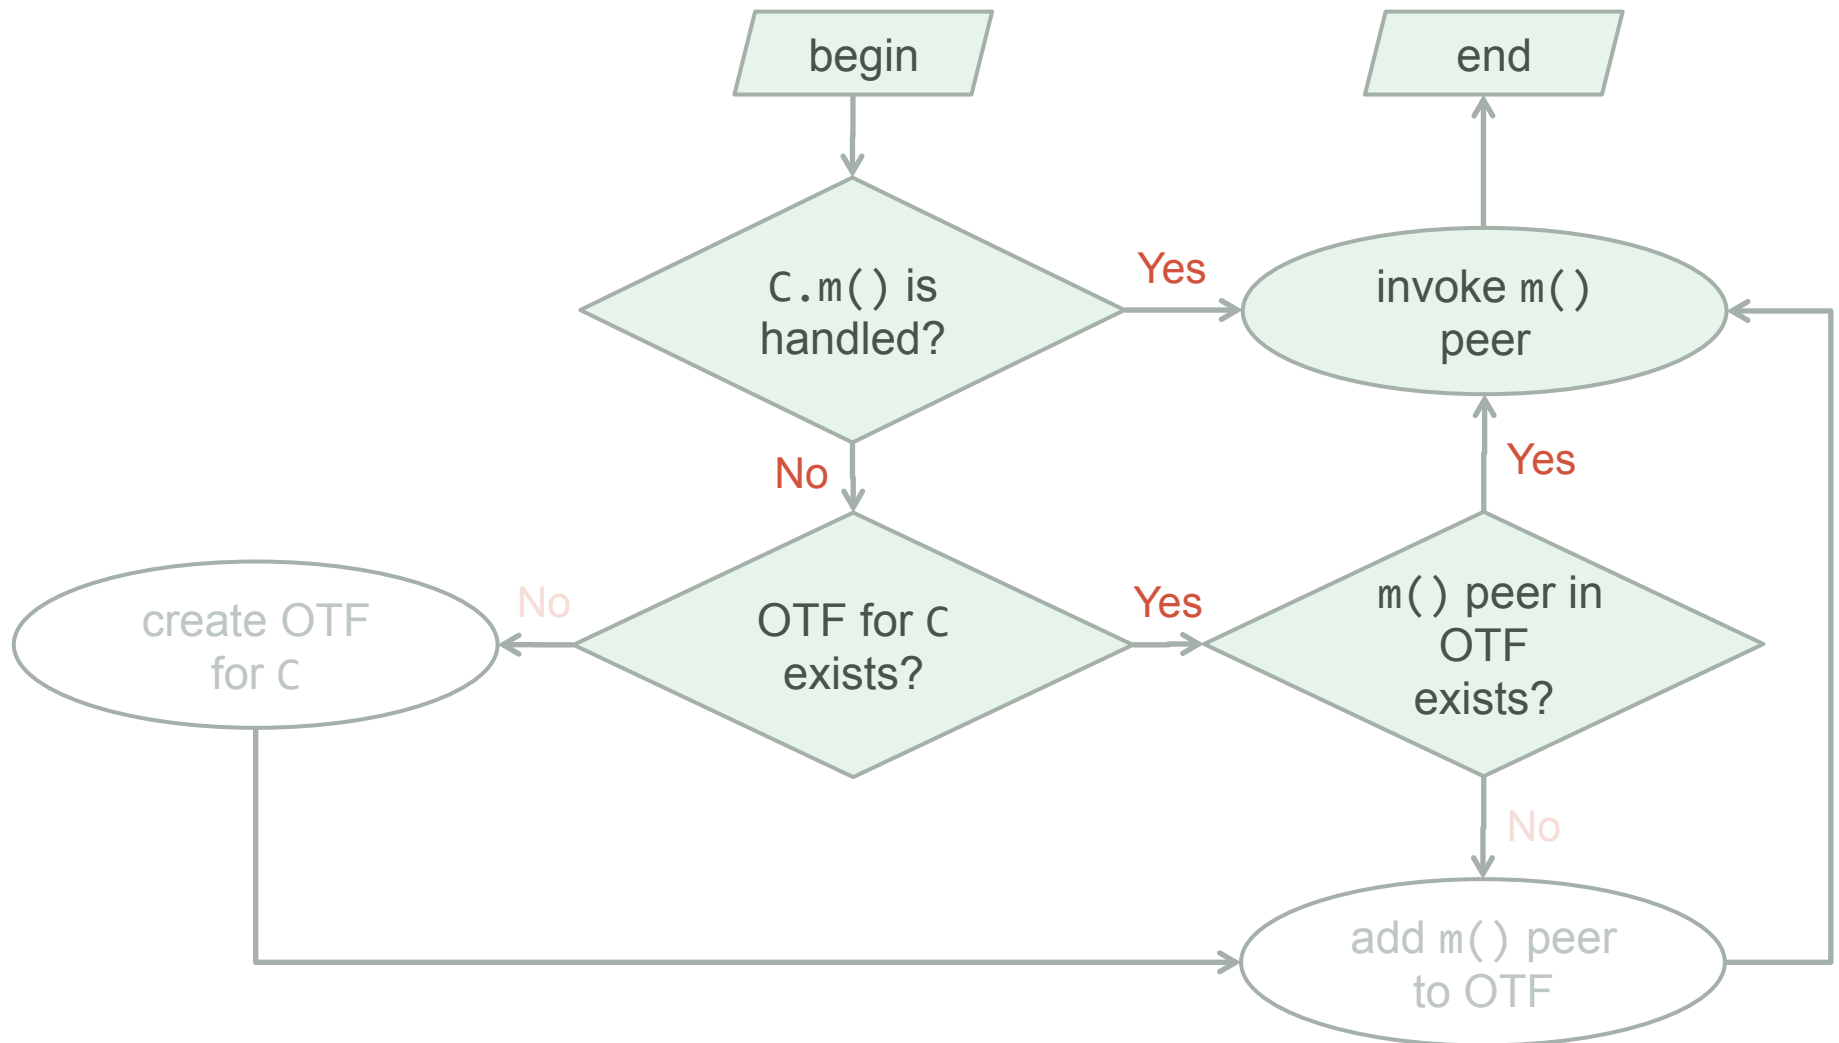 begin
end
C.m() is
handled?
Yes
invoke m()
peer
No
Yes
create OTF
for C
No
OTF for C
exists?
Yes
m() peer in
OTF
exists?
No
add m() peer
to OTF